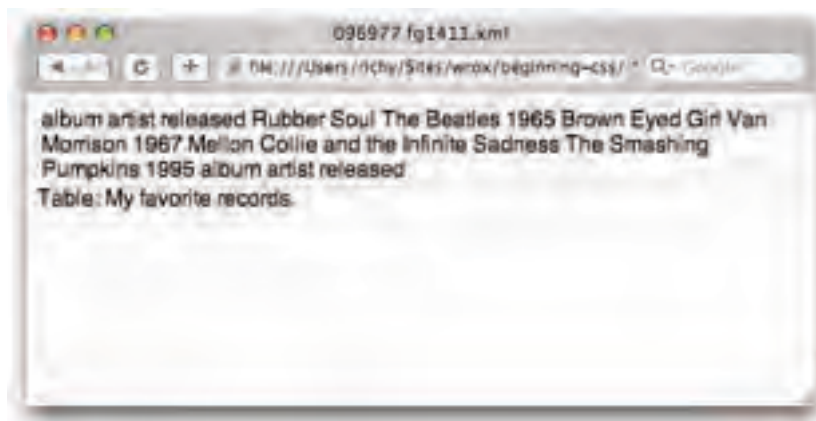 096977 fg1411.xml
file:///Users/richy/Sites/wrox/beginning-css/ Google
album artist released Rubber Soul The Beatles 1965 Brown Eyed Girl Van
Morrison 1967 Mellon Collie and the Infinite Sadness The Smashing
Pumpkins 1995 album artist released
Table: My favorite records.